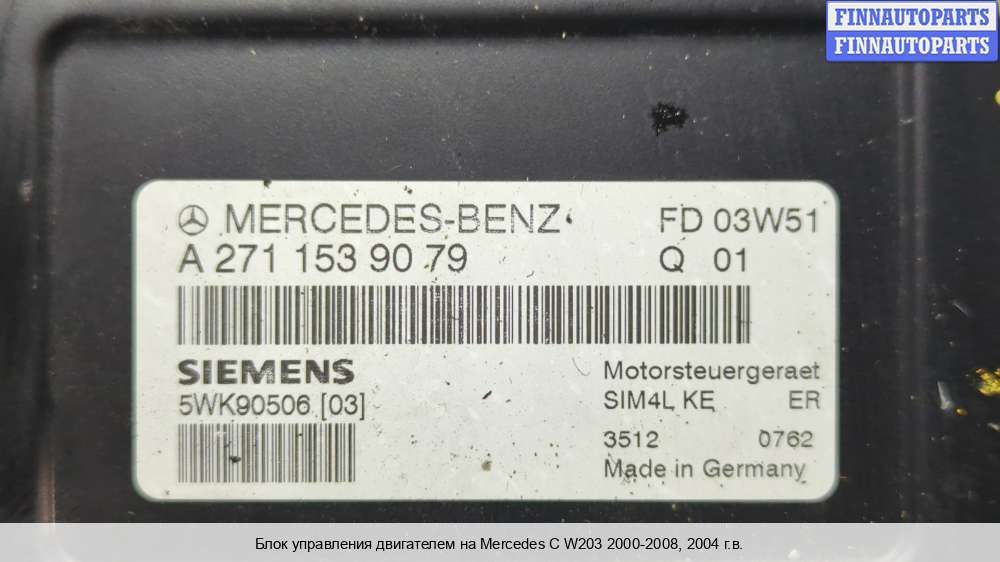 FINNAUTOPARTS
FINNAUTOPARTS
MERCEDES-BENZ FD 03W51
A 271 153 90 79 Q 01
SIEMENS Motorsteuergeraet
5WK90506 [03] SIM4L KE ER
3512 0762
Made in Germany
Блок управления двигателем на Mercedes C W203 2000-2008, 2004 г.в.